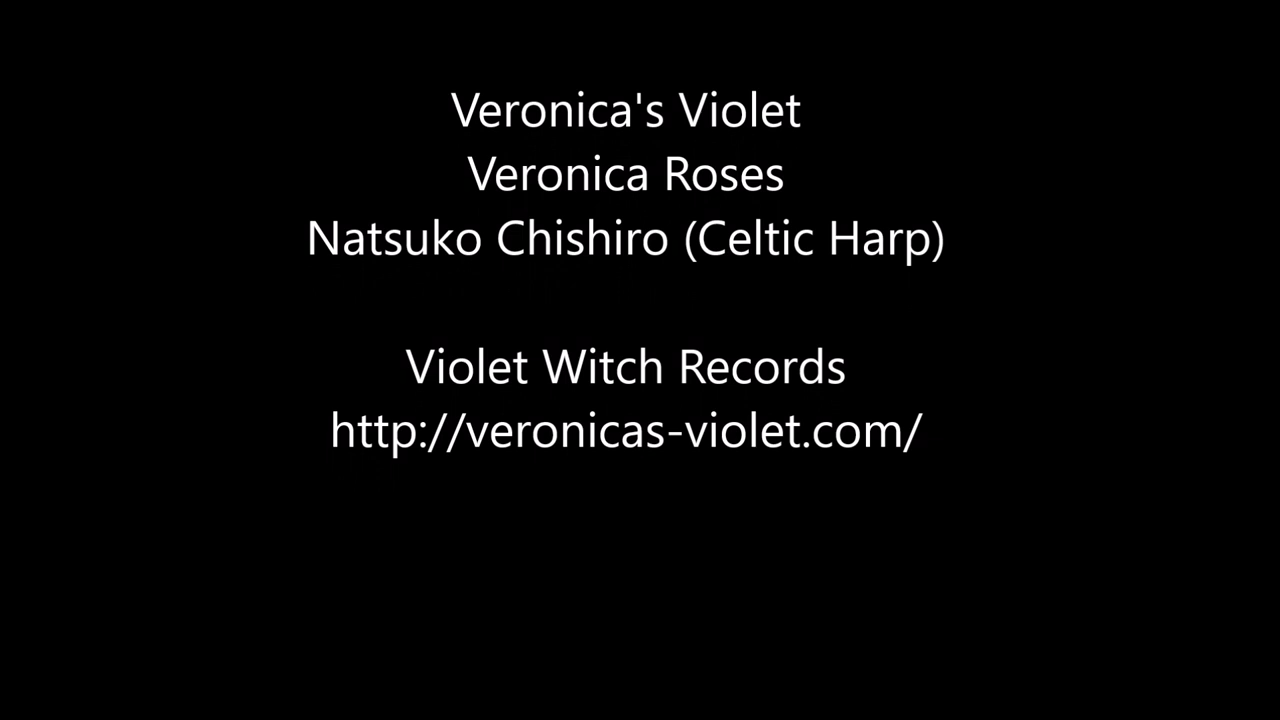 Veronica's Violet
Veronica Roses
Natsuko Chishiro (Celtic Harp)
Violet Witch Records
http://veronicas-violet.com/